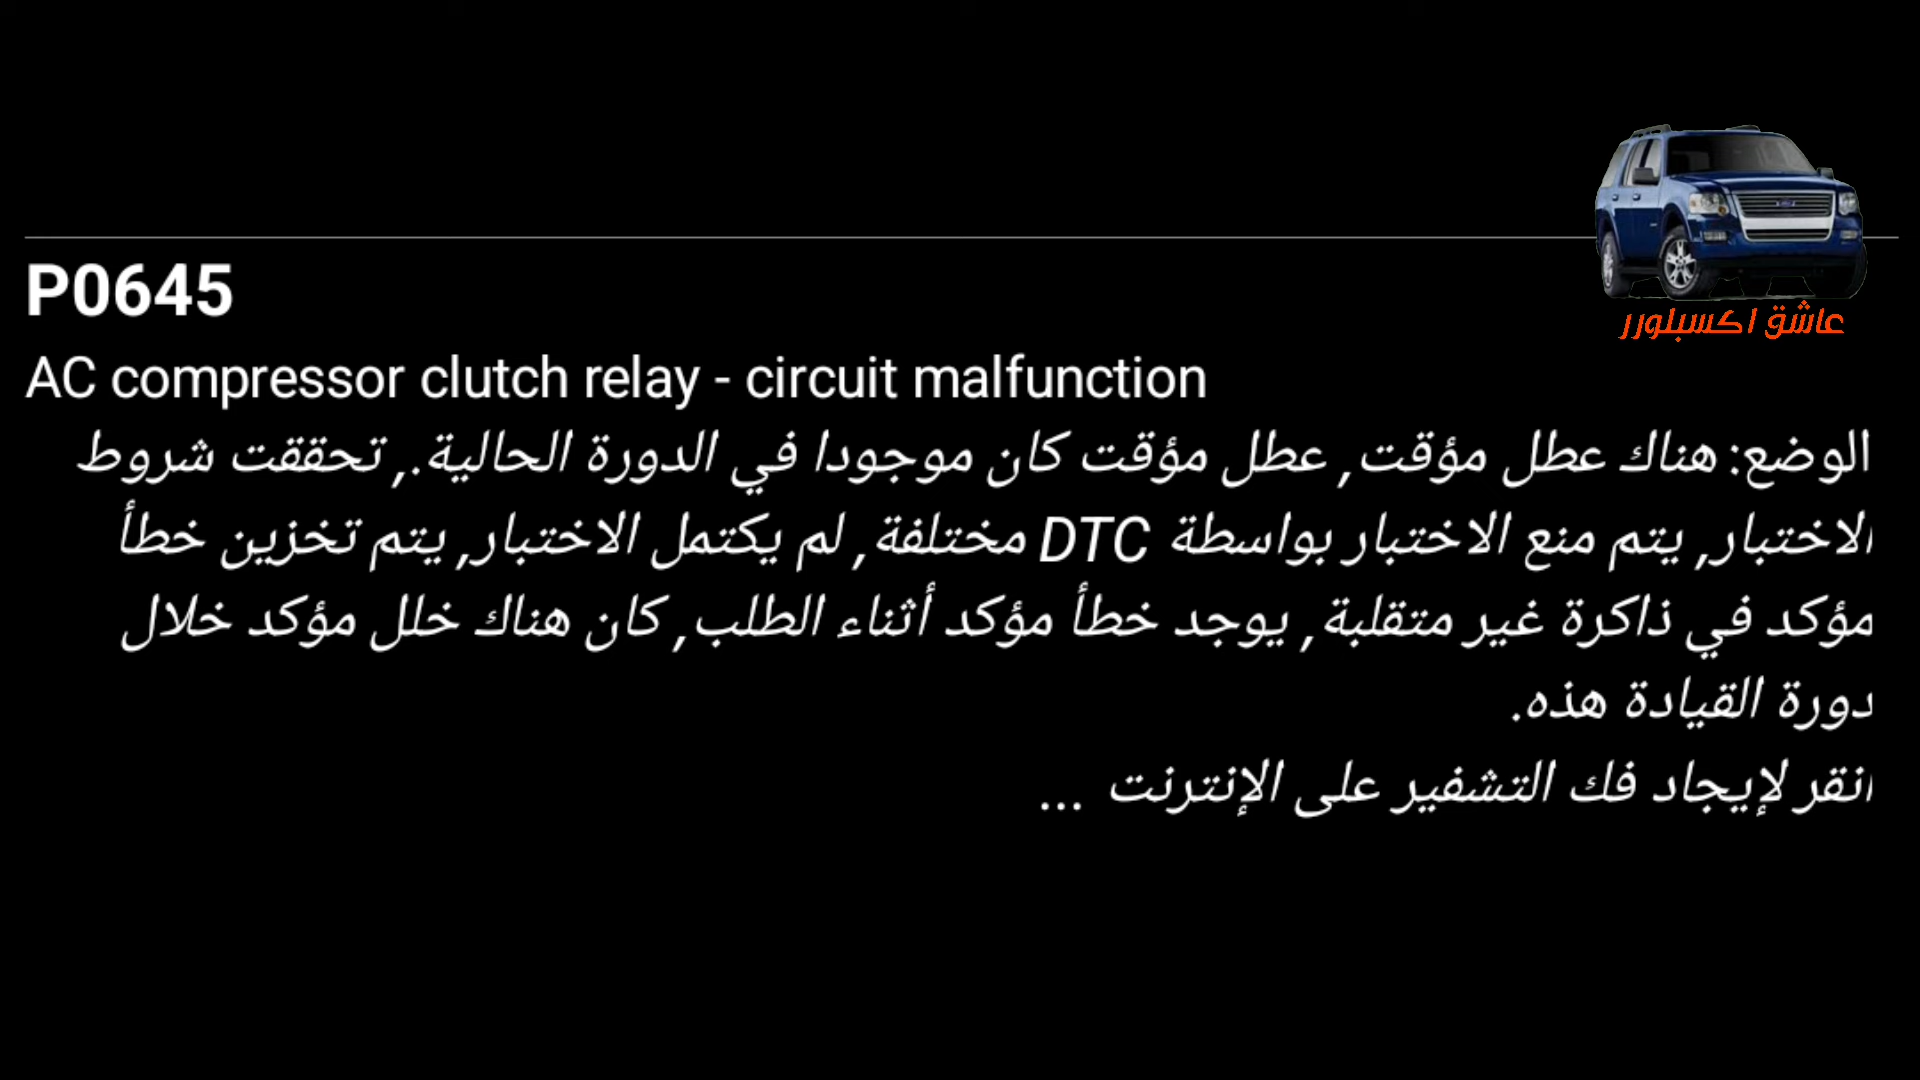 عاشق اكسبلورر
P0645
AC compressor clutch relay - circuit malfunction
الوضع: هناك عطل مؤقت, عطل مؤقت كان موجودا في الدورة الحالية., تحققت شروط
الاختبار, يتم منع الاختبار بواسطة DTC مختلفة, لم يكتمل الاختبار, يتم تخزين خطأ
مؤكد في ذاكرة غير متقلبة, يوجد خطأ مؤكد أثناء الطلب, كان هناك خلل مؤكد خلال
دورة القيادة هذه.
انقر لإيجاد فك التشفير على الإنترنت ...